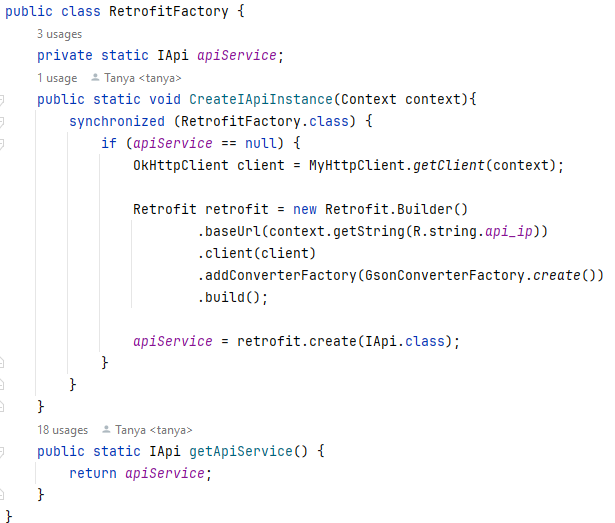 public class RetrofitFactory {
3 usages
private static IApi apiService;
1 usage Tanya <tanya>
public static void CreateIApiInstance(Context context){
synchronized (RetrofitFactory.class) {
if (apiService == null) {
OkHttpClient client = MyHttpClient.getClient(context);
Retrofit retrofit = new Retrofit.Builder()
.baseUrl(context.getString(R.string.api_ip))
.client(client)
.addConverterFactory(GsonConverterFactory.create())
.build();
apiService = retrofit.create(IApi.class);
}
}
}
18 usages Tanya <tanya>
public static IApi getApiService() {
return apiService;
}
}